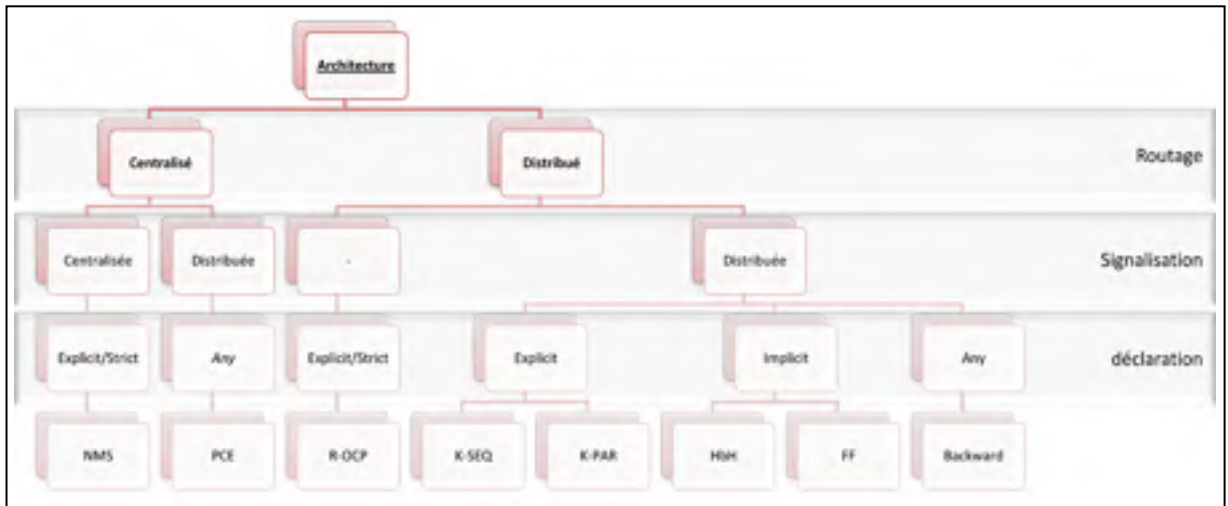 Architecture
Centralisé
Distribué
Routage
Centralisée
Distribuée
-
Distribuée
Signalisation
Explicit/Strict
Any
Explicit/Strict
Explicit
Implicit
Any
déclaration
NMS
PCE
R-OCP
K-SEQ
K-PAR
HbH
FF
Backward